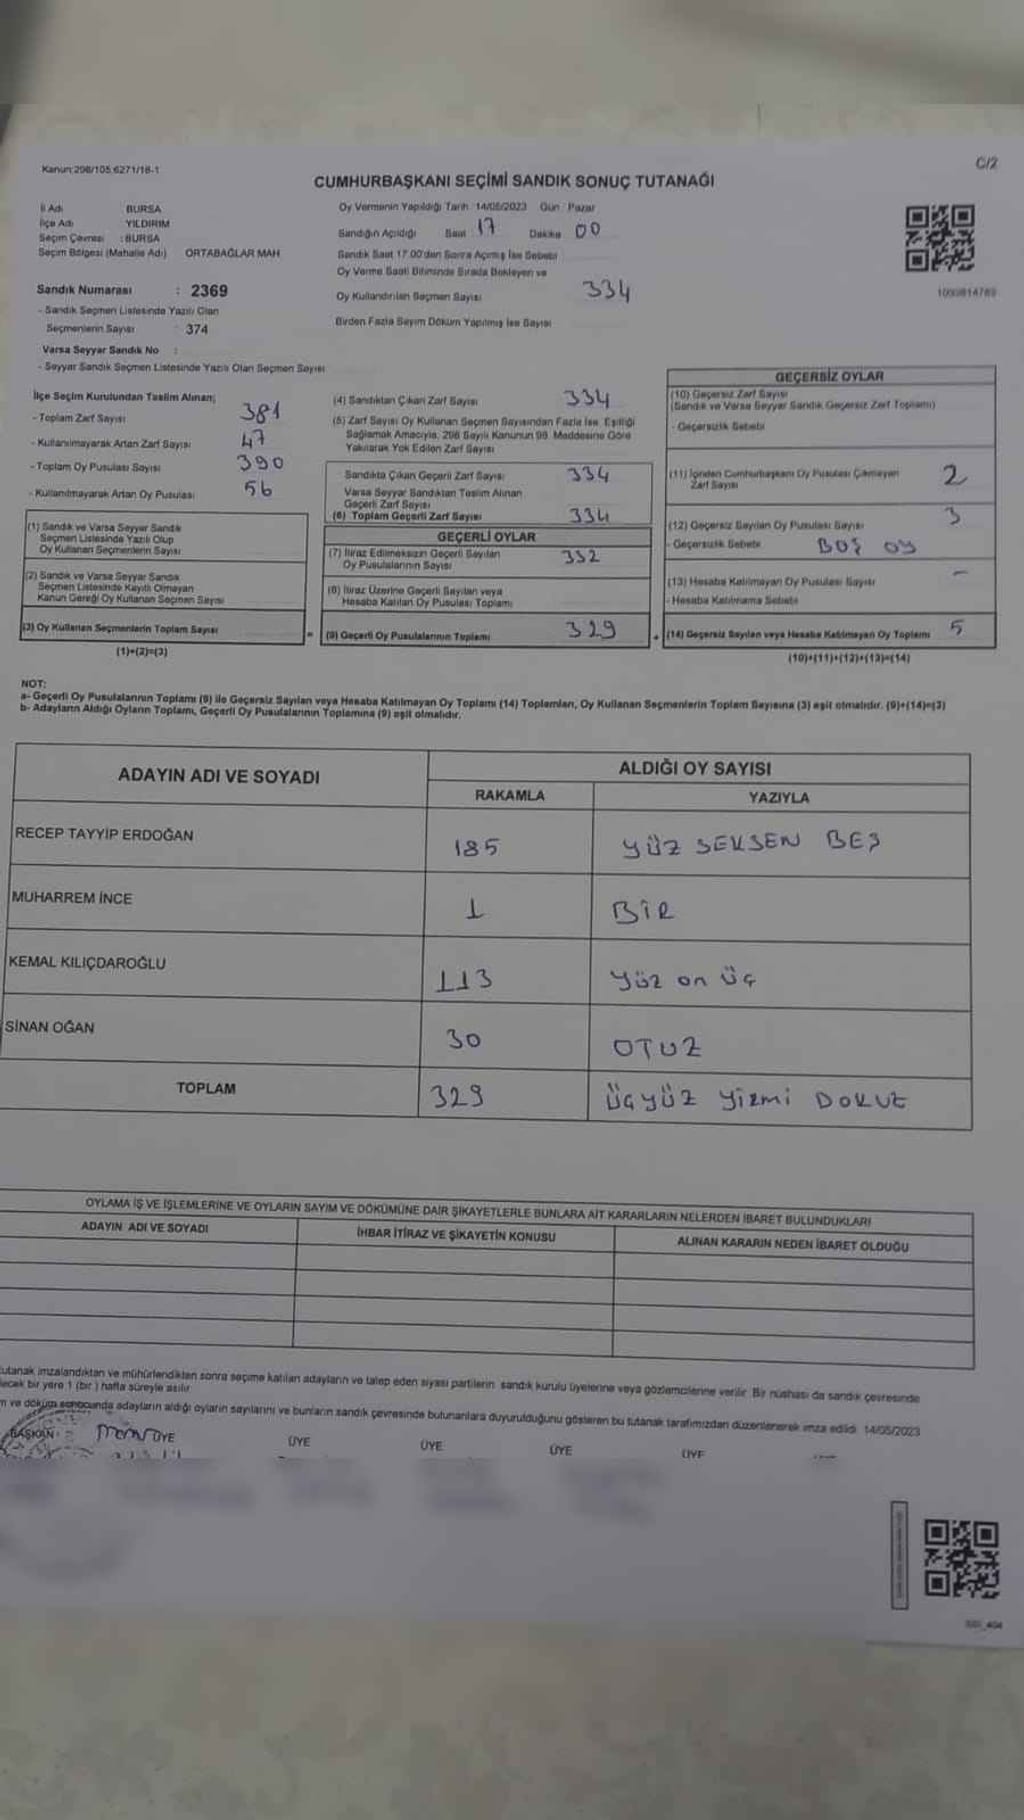 Kanun:298/105;6271/18-1
C/2
CUMHURBAŞKANI SEÇİMİ SANDIK SONUÇ TUTANAĞI
İl Adı BURSA
İlçe Adı YILDIRIM
Seçim Çevresi : BURSA
Seçim Bölgesi (Mahalle Adı) ORTABAĞLAR MAH
Sandık Numarası : 2369
- Sandık Seçmen Listesinde Yazılı Olan
Seçmenlerin Sayısı : 374
Varsa Seyyar Sandık No :
- Seyyar Sandık Seçmen Listesinde Yazılı Olan Seçmen Sayısı
Oy Vermenin Yapıldığı Tarih 14/05/2023 Gün : Pazar
Sandığın Açıldığı Saat 17 Dakika 00
Sandık Saat 17.00'den Sonra Açılmış İse Sebebi
Oy Verme Saati Bitiminde Sırada Bekleyen ve
Oy Kullandırılan Seçmen Sayısı 334
Birden Fazla Sayım Döküm Yapılmış İse Sayısı
1000814769
İlçe Seçim Kurulundan Teslim Alınan;
- Toplam Zarf Sayısı 381
- Kullanılmayarak Artan Zarf Sayısı 47
- Toplam Oy Pusulası Sayısı 390
- Kullanılmayarak Artan Oy Pusulası 56
(1) Sandık ve Varsa Seyyar Sandık
Seçmen Listesinde Yazılı Olup
Oy Kullanan Seçmenlerin Sayısı
(2) Sandık ve Varsa Seyyar Sandık
Seçmen Listesinde Kayıtlı Olmayan
Kanun Gereği Oy Kullanan Seçmen Sayısı
(3) Oy Kullanan Seçmenlerin Toplam Sayısı
(1)+(2)=(3)
(4) Sandıktan Çıkan Zarf Sayısı 334
(5) Zarf Sayısı Oy Kullanan Seçmen Sayısından Fazla İse, Eşitliği
Sağlamak Amacıyla, 298 Sayılı Kanunun 98. Maddesine Göre
Yakılarak Yok Edilen Zarf Sayısı
Sandıkta Çıkan Geçerli Zarf Sayısı 334
Varsa Seyyar Sandıktan Teslim Alınan
Geçerli Zarf Sayısı
(6) Toplam Geçerli Zarf Sayısı 334
GEÇERLİ OYLAR
(7) İtiraz Edilmeksizin Geçerli Sayılan
Oy Pusulalarının Sayısı 332
(8) İtiraz Üzerine Geçerli Sayılan veya
Hesaba Katılan Oy Pusulası Toplamı
= (9) Geçerli Oy Pusulalarının Toplamı 329
GEÇERSİZ OYLAR
(10) Geçersiz Zarf Sayısı
(Sandık ve Varsa Seyyar Sandık Geçersiz Zarf Toplamı)
- Geçersizlik Sebebi
(11) İçinden Cumhurbaşkanı Oy Pusulası Çıkmayan
Zarf Sayısı 2
(12) Geçersiz Sayılan Oy Pusulası Sayısı 3
- Geçersizlik Sebebi BOŞ OY
(13) Hesaba Katılmayan Oy Pusulası Sayısı -
- Hesaba Katılmama Sebebi
+ (14) Geçersiz Sayılan veya Hesaba Katılmayan Oy Toplamı 5
(10)+(11)+(12)+(13)=(14)
NOT:
a- Geçerli Oy Pusulalarının Toplamı (9) ile Geçersiz Sayılan veya Hesaba Katılmayan Oy Toplamı (14) Toplamları, Oy Kullanan Seçmenlerin Toplam Sayısına (3) eşit olmalıdır. (9)+(14)=(3)
b- Adayların Aldığı Oyların Toplamı, Geçerli Oy Pusulalarının Toplamına (9) eşit olmalıdır.
ADAYIN ADI VE SOYADI
ALDIĞI OY SAYISI
RAKAMLA YAZIYLA
RECEP TAYYİP ERDOĞAN 185 YÜZ SEKSEN BEŞ
MUHARREM İNCE 1 BİR
KEMAL KILIÇDAROĞLU 113 Yüz on üç
SİNAN OĞAN 30 OTUZ
TOPLAM 329 ÜÇYÜZ YİRMİ DOKUZ
OYLAMA İŞ VE İŞLEMLERİNE VE OYLARIN SAYIM VE DÖKÜMÜNE DAİR ŞİKAYETLERLE BUNLARA AİT KARARLARIN NELERDEN İBARET BULUNDUKLARI
ADAYIN ADI VE SOYADI İHBAR İTİRAZ VE ŞİKAYETİN KONUSU ALINAN KARARIN NEDEN İBARET OLDUĞU
tutanak imzalandıktan ve mühürlendikten sonra seçime katılan adayların ve talep eden siyasi partilerin sandık kurulu üyelerine veya gözlemcilerine verilir. Bir nüshası da sandık çevresinde
lecek bir yere 1 (bir) hafta süreyle asılır.
m ve döküm sonucunda adayların aldığı oyların sayılarını ve bunların sandık çevresinde bulunanlara duyurulduğunu gösteren bu tutanak tarafımızdan düzenlenerek imza edildi. 14/05/2023
BAŞKAN ÜYE ÜYE ÜYE ÜYE ÜYE